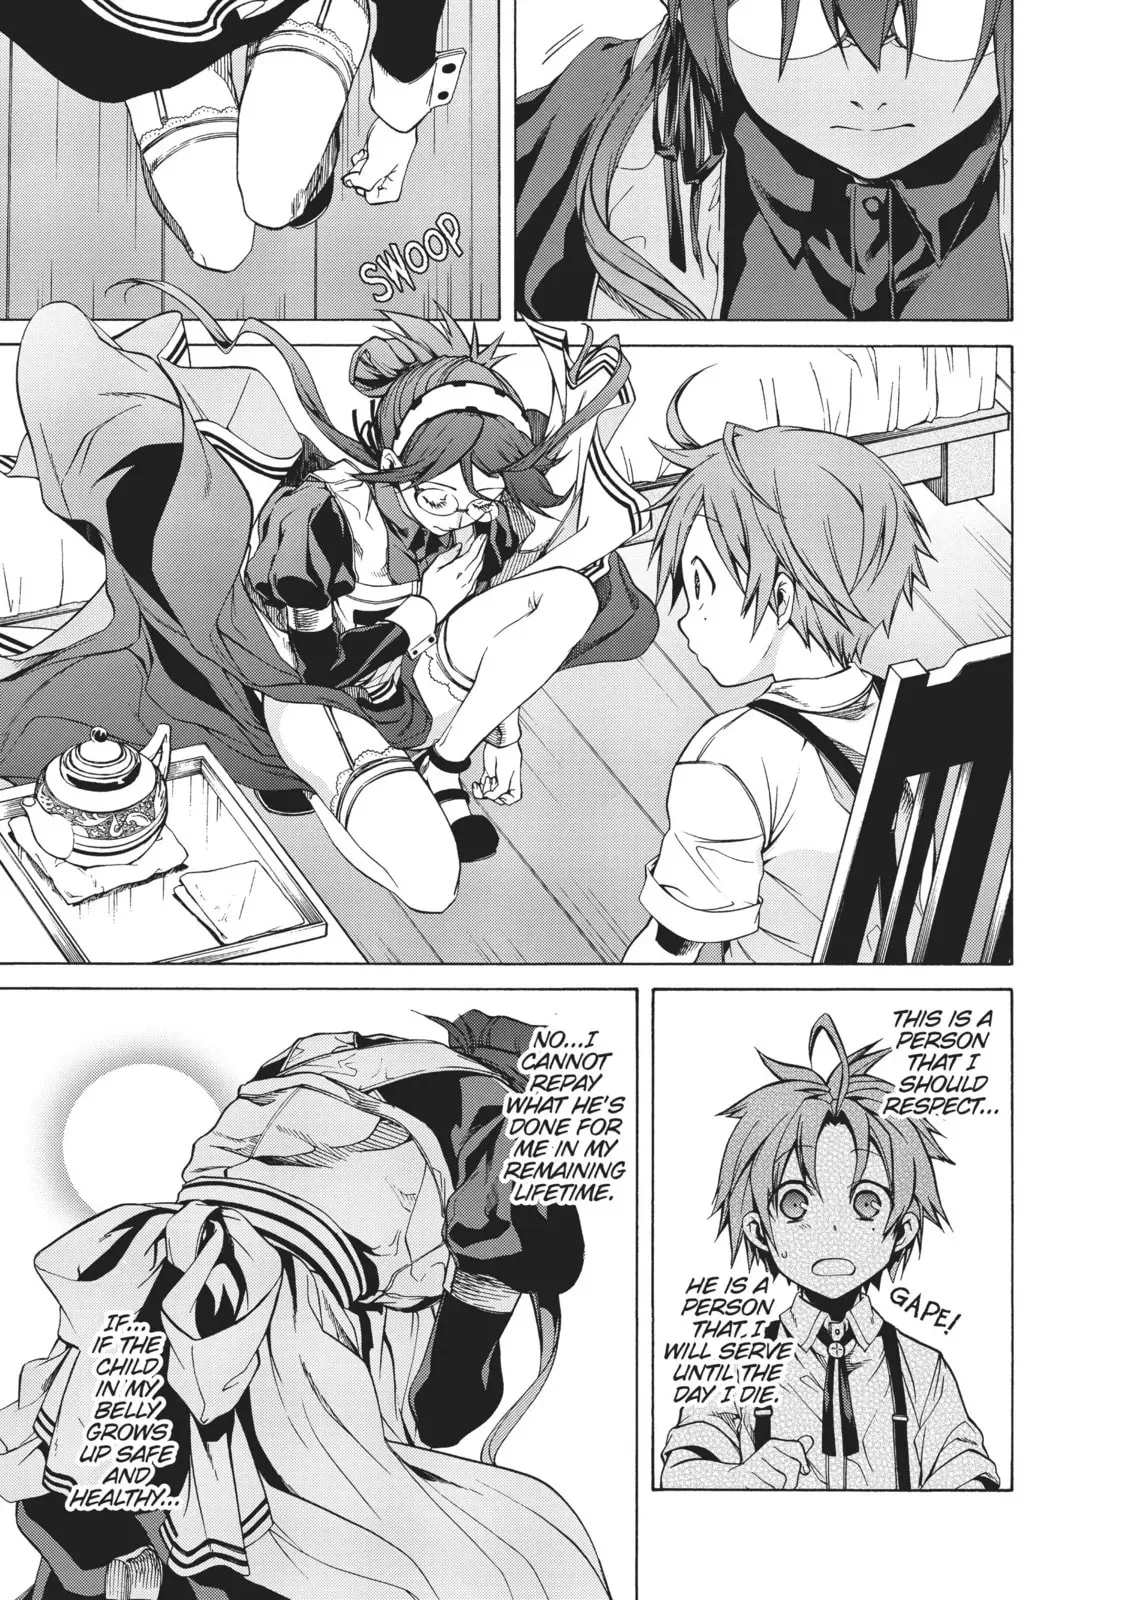 SWOOP
THIS IS A
PERSON
THAT I
SHOULD
RESPECT...
HE IS A
PERSON
THAT I
WILL SERVE
UNTIL THE
DAY I DIE.
GAPE!
NO...I
CANNOT
REPAY
WHAT HE'S
DONE FOR
ME IN MY
REMAINING
LIFETIME.
IF...
IF THE
CHILD
IN MY
BELLY
GROWS
UP SAFE
AND
HEALTHY...